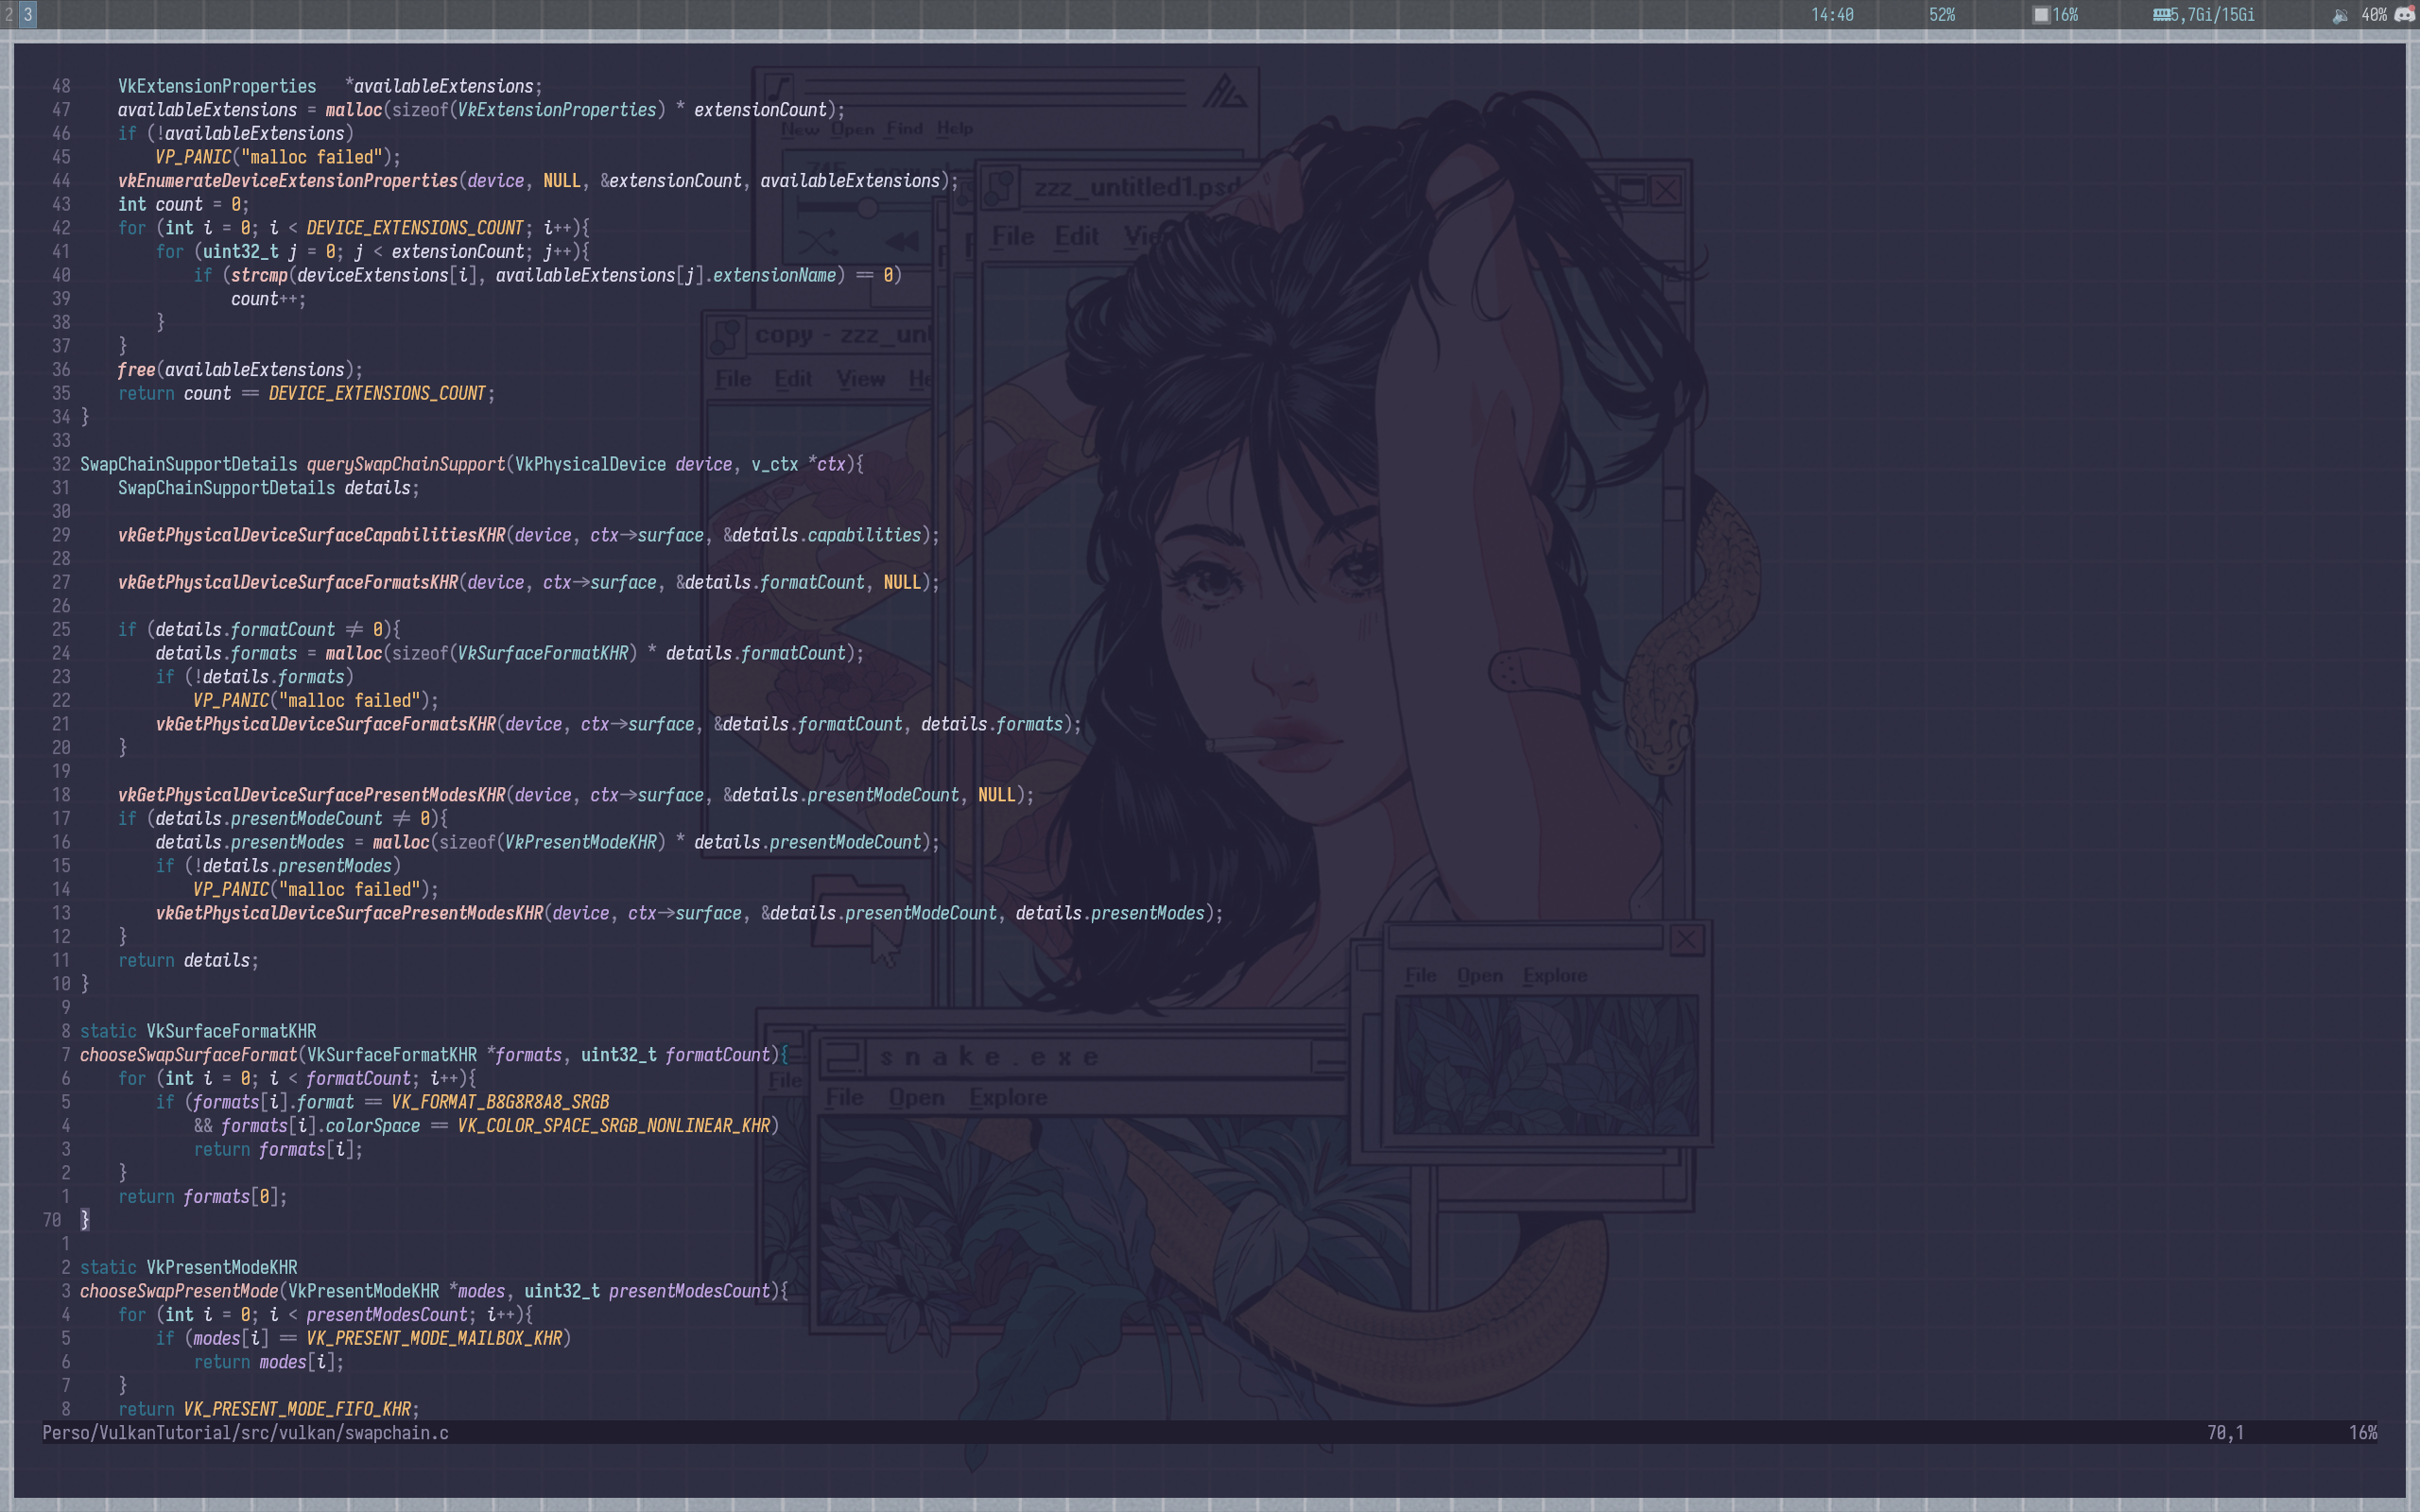 2 3 14:40 52% 16% 5,7Gi/15Gi 40%
48 VkExtensionProperties *availableExtensions;
47 availableExtensions = malloc(sizeof(VkExtensionProperties) * extensionCount);
46 if (!availableExtensions)
45 VP_PANIC("malloc failed");
44 vkEnumerateDeviceExtensionProperties(device, NULL, &extensionCount, availableExtensions);
43 int count = 0;
42 for (int i = 0; i < DEVICE_EXTENSIONS_COUNT; i++){
41 for (uint32_t j = 0; j < extensionCount; j++){
40 if (strcmp(deviceExtensions[i], availableExtensions[j].extensionName) == 0)
39 count++;
38 }
37 }
36 free(availableExtensions);
35 return count == DEVICE_EXTENSIONS_COUNT;
34 }
33
32 SwapChainSupportDetails querySwapChainSupport(VkPhysicalDevice device, v_ctx *ctx){
31 SwapChainSupportDetails details;
30
29 vkGetPhysicalDeviceSurfaceCapabilitiesKHR(device, ctx->surface, &details.capabilities);
28
27 vkGetPhysicalDeviceSurfaceFormatsKHR(device, ctx->surface, &details.formatCount, NULL);
26
25 if (details.formatCount != 0){
24 details.formats = malloc(sizeof(VkSurfaceFormatKHR) * details.formatCount);
23 if (!details.formats)
22 VP_PANIC("malloc failed");
21 vkGetPhysicalDeviceSurfaceFormatsKHR(device, ctx->surface, &details.formatCount, details.formats);
20 }
19
18 vkGetPhysicalDeviceSurfacePresentModesKHR(device, ctx->surface, &details.presentModeCount, NULL);
17 if (details.presentModeCount != 0){
16 details.presentModes = malloc(sizeof(VkPresentModeKHR) * details.presentModeCount);
15 if (!details.presentModes)
14 VP_PANIC("malloc failed");
13 vkGetPhysicalDeviceSurfacePresentModesKHR(device, ctx->surface, &details.presentModeCount, details.presentModes);
12 }
11 return details;
10 }
9
8 static VkSurfaceFormatKHR
7 chooseSwapSurfaceFormat(VkSurfaceFormatKHR *formats, uint32_t formatCount){
6 for (int i = 0; i < formatCount; i++){
5 if (formats[i].format == VK_FORMAT_B8G8R8A8_SRGB
4 && formats[i].colorSpace == VK_COLOR_SPACE_SRGB_NONLINEAR_KHR)
3 return formats[i];
2 }
1 return formats[0];
70 }
1
2 static VkPresentModeKHR
3 chooseSwapPresentMode(VkPresentModeKHR *modes, uint32_t presentModesCount){
4 for (int i = 0; i < presentModesCount; i++){
5 if (modes[i] == VK_PRESENT_MODE_MAILBOX_KHR)
6 return modes[i];
7 }
8 return VK_PRESENT_MODE_FIFO_KHR;
Perso/VulkanTutorial/src/vulkan/swapchain.c 70,1 16%
New Open Find Help
zzz_untitled1.psd
File Edit
copy - zzz_unt
File Edit View He
File Open Explore
snake.exe
File
File Open Explore